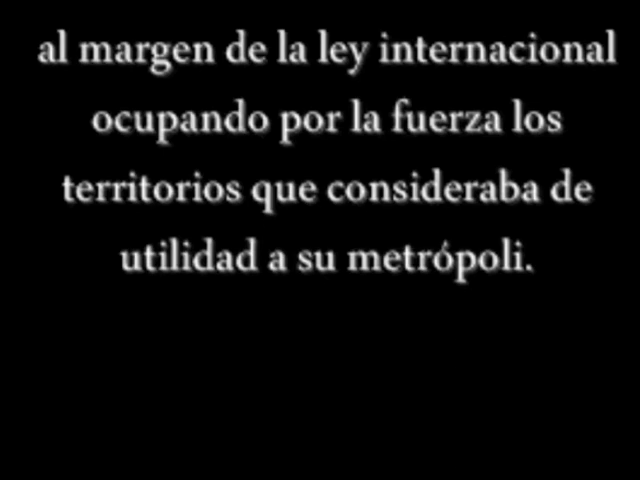 al margen de la ley internacional
ocupando por la fuerza los
territorios que consideraba de
utilidad a su metrópoli.